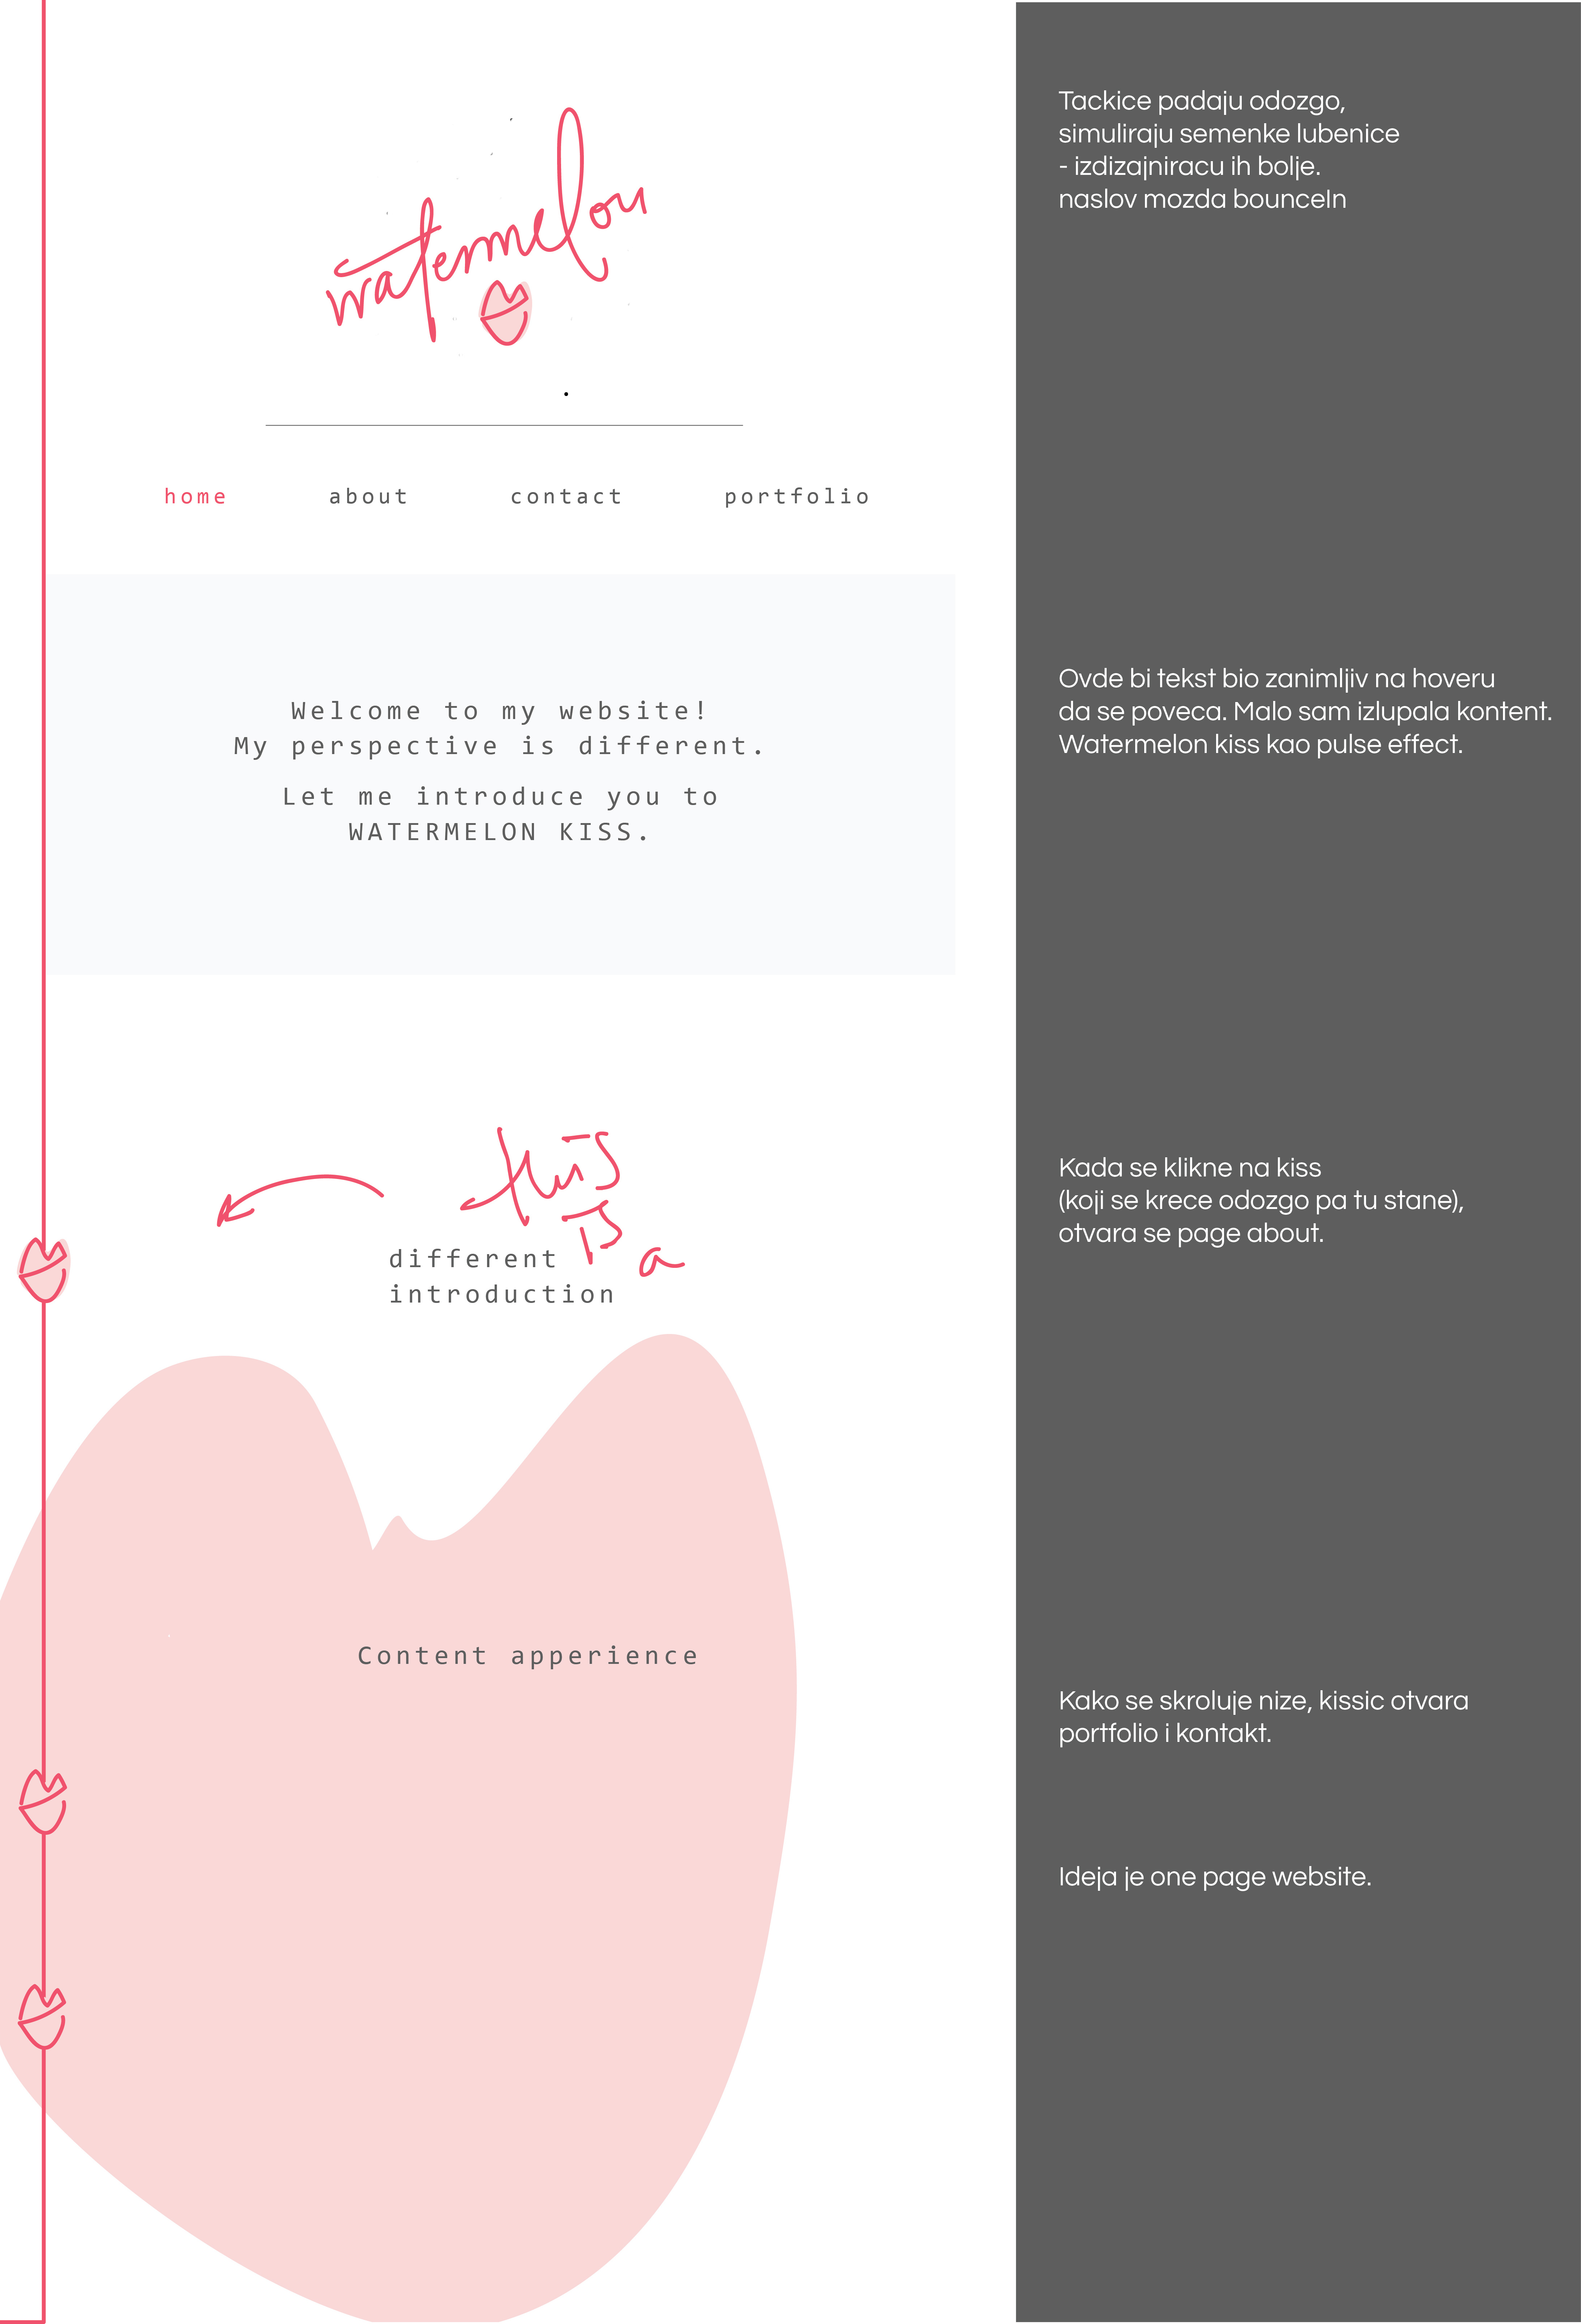 watermelon
home about contact portfolio
Welcome to my website!
My perspective is different.
Let me introduce you to
WATERMELON KISS.
this
is a
different
introduction
Content apperience
Tackice padaju odozgo,
simuliraju semenke lubenice
- izdizajniracu ih bolje.
naslov mozda bounceIn
Ovde bi tekst bio zanimljiv na hoveru
da se poveca. Malo sam izlupala kontent.
Watermelon kiss kao pulse effect.
Kada se klikne na kiss
(koji se krece odozgo pa tu stane),
otvara se page about.
Kako se skroluje nize, kissic otvara
portfolio i kontakt.
Ideja je one page website.